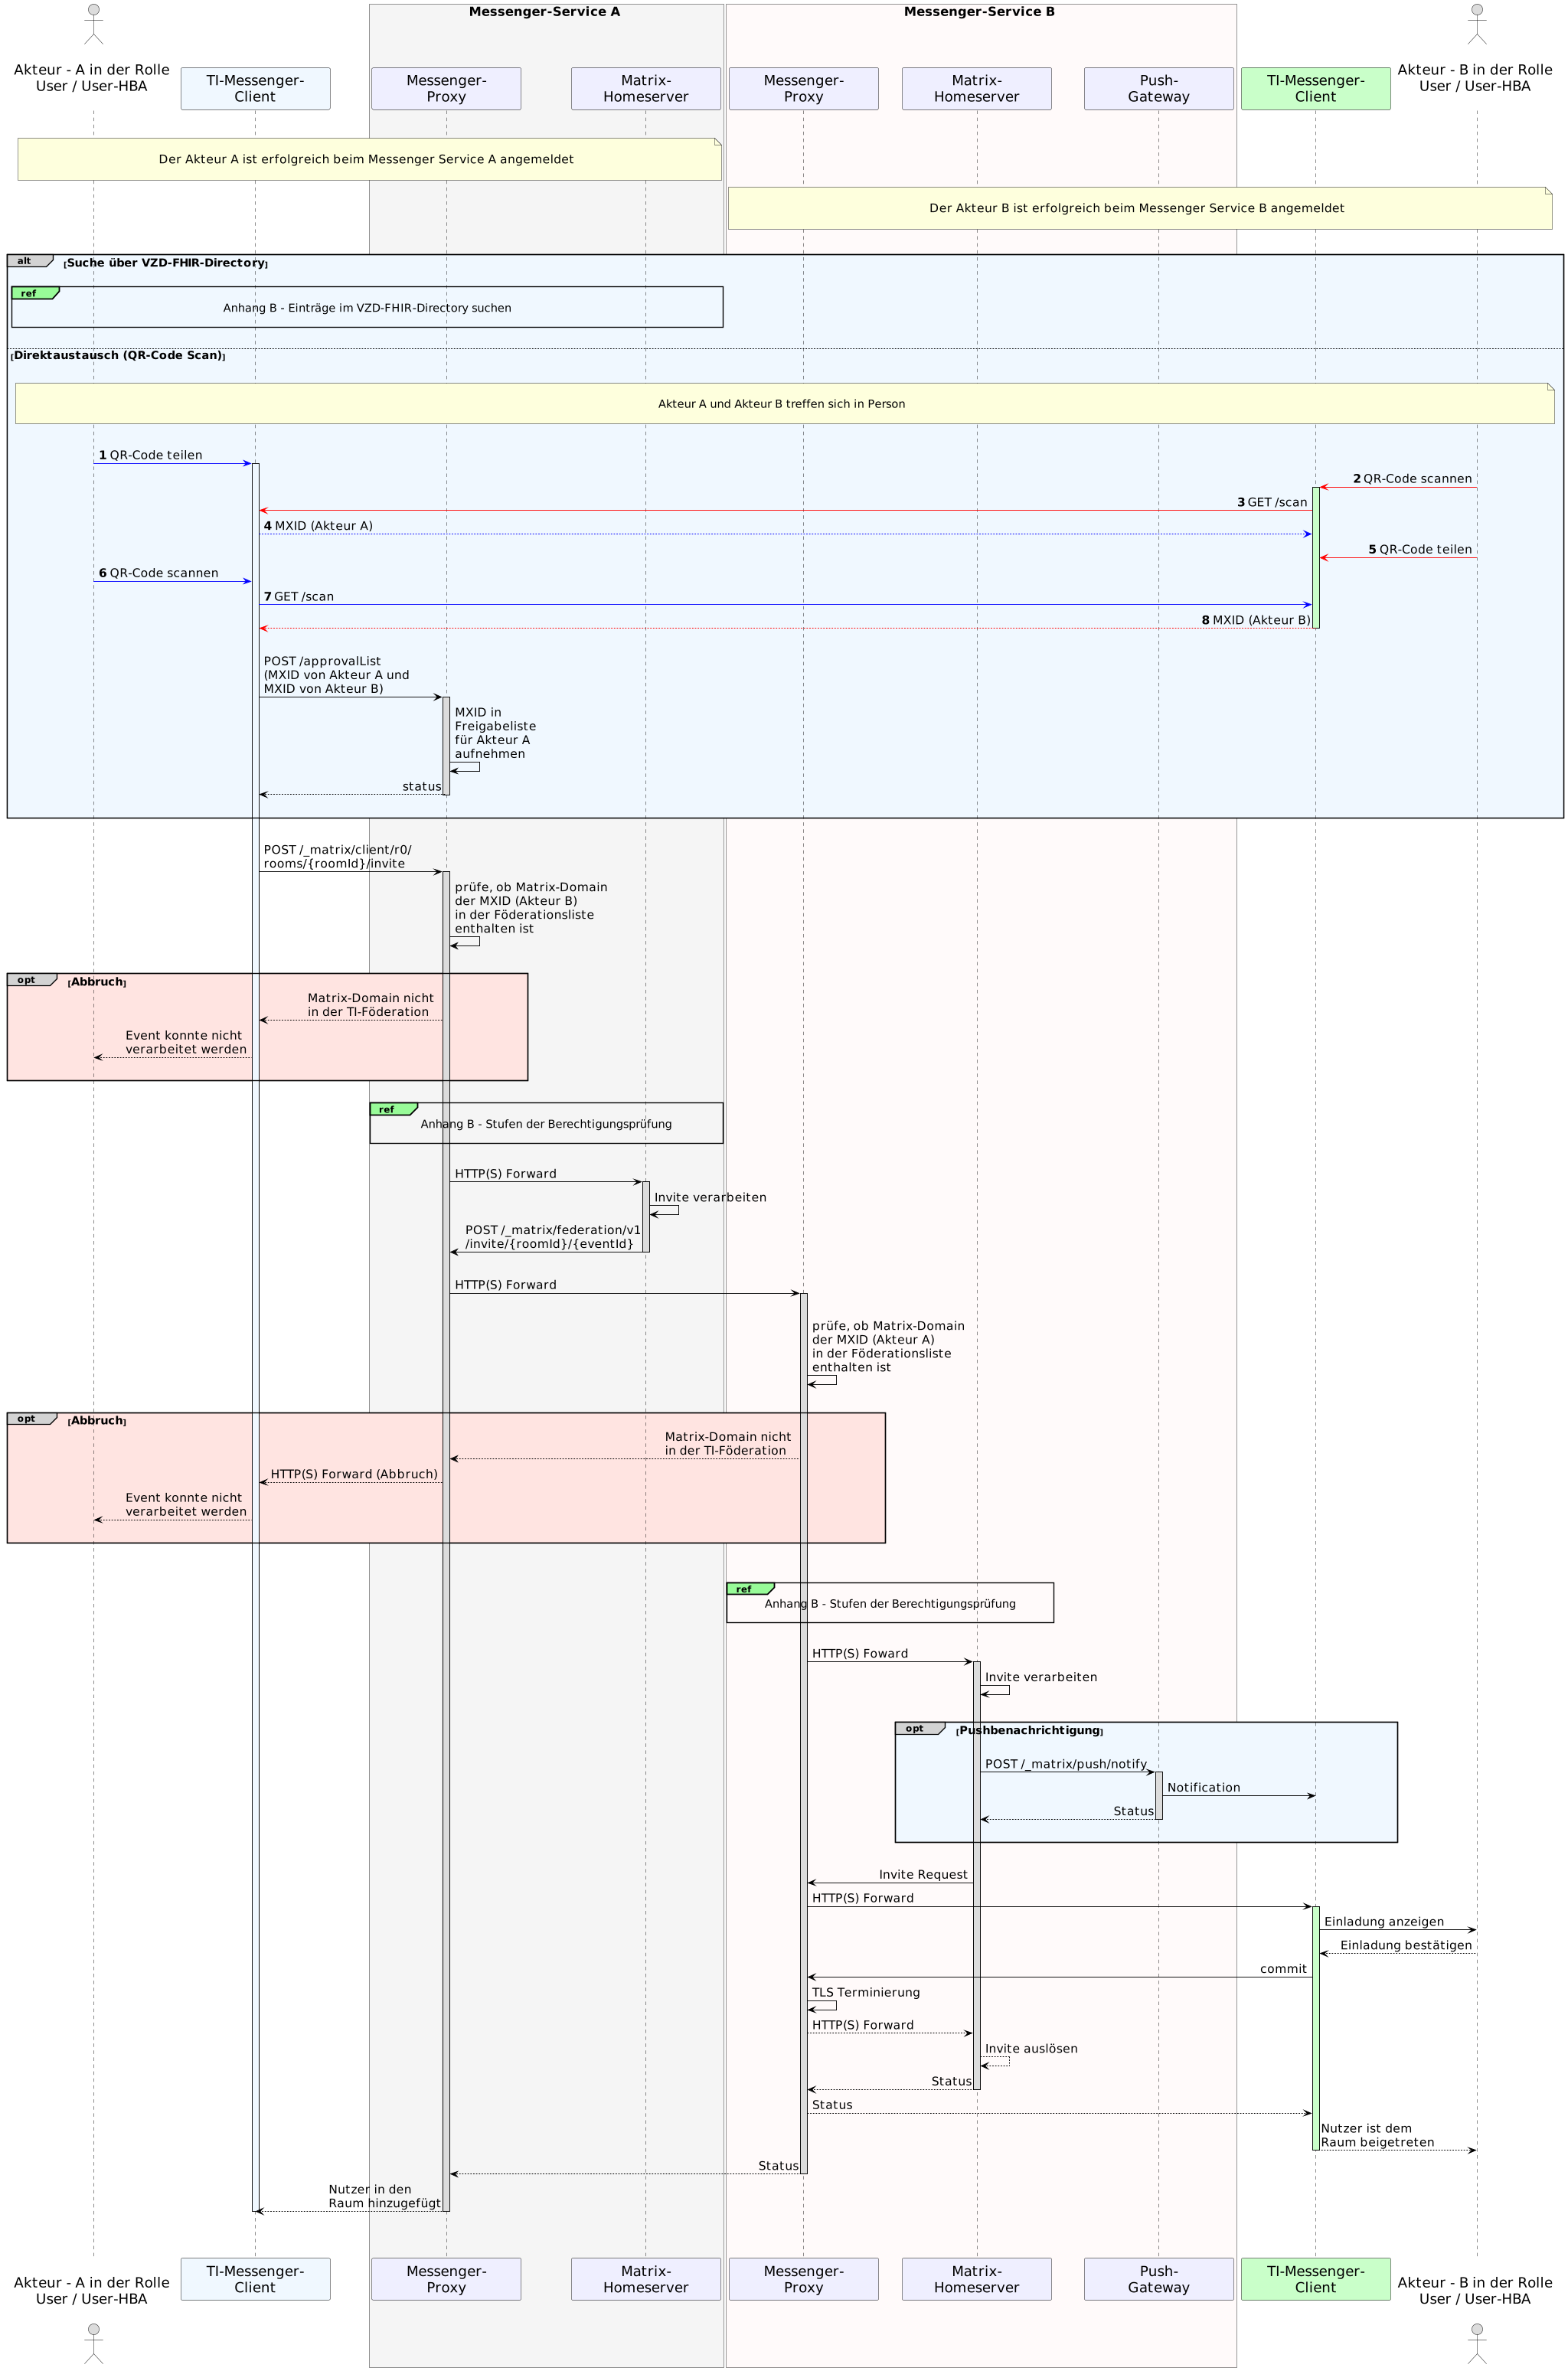 Messenger-Service A
Messenger-Service B
Akteur - A in der Rolle
User / User-HBA
TI-Messenger-
Client
Messenger-
Proxy
Matrix-
Homeserver
Messenger-
Proxy
Matrix-
Homeserver
Push-
Gateway
TI-Messenger-
Client
Akteur - B in der Rolle
User / User-HBA
Der Akteur A ist erfolgreich beim Messenger Service A angemeldet
Der Akteur B ist erfolgreich beim Messenger Service B angemeldet
alt [Suche über VZD-FHIR-Directory]
ref
Anhang B - Einträge im VZD-FHIR-Directory suchen
[Direktaustausch (QR-Code Scan)]
Akteur A und Akteur B treffen sich in Person
1 QR-Code teilen
2 QR-Code scannen
3 GET /scan
4 MXID (Akteur A)
5 QR-Code teilen
6 QR-Code scannen
7 GET /scan
8 MXID (Akteur B)
POST /approvalList
(MXID von Akteur A und
MXID von Akteur B)
MXID in
Freigabeliste
für Akteur A
aufnehmen
status
POST /_matrix/client/r0/
rooms/{roomId}/invite
prüfe, ob Matrix-Domain
der MXID (Akteur B)
in der Föderationsliste
enthalten ist
opt [Abbruch]
Matrix-Domain nicht
in der TI-Föderation
Event konnte nicht
verarbeitet werden
ref
Anhang B - Stufen der Berechtigungsprüfung
HTTP(S) Forward
Invite verarbeiten
POST /_matrix/federation/v1
/invite/{roomId}/{eventId}
HTTP(S) Forward
prüfe, ob Matrix-Domain
der MXID (Akteur A)
in der Föderationsliste
enthalten ist
opt [Abbruch]
Matrix-Domain nicht
in der TI-Föderation
HTTP(S) Forward (Abbruch)
Event konnte nicht
verarbeitet werden
ref
Anhang B - Stufen der Berechtigungsprüfung
HTTP(S) Foward
Invite verarbeiten
opt [Pushbenachrichtigung]
POST /_matrix/push/notify
Notification
Status
Invite Request
HTTP(S) Forward
Einladung anzeigen
Einladung bestätigen
commit
TLS Terminierung
HTTP(S) Forward
Invite auslösen
Status
Status
Nutzer ist dem
Raum beigetreten
Status
Nutzer in den
Raum hinzugefügt
Akteur - A in der Rolle
User / User-HBA
TI-Messenger-
Client
Messenger-
Proxy
Matrix-
Homeserver
Messenger-
Proxy
Matrix-
Homeserver
Push-
Gateway
TI-Messenger-
Client
Akteur - B in der Rolle
User / User-HBA